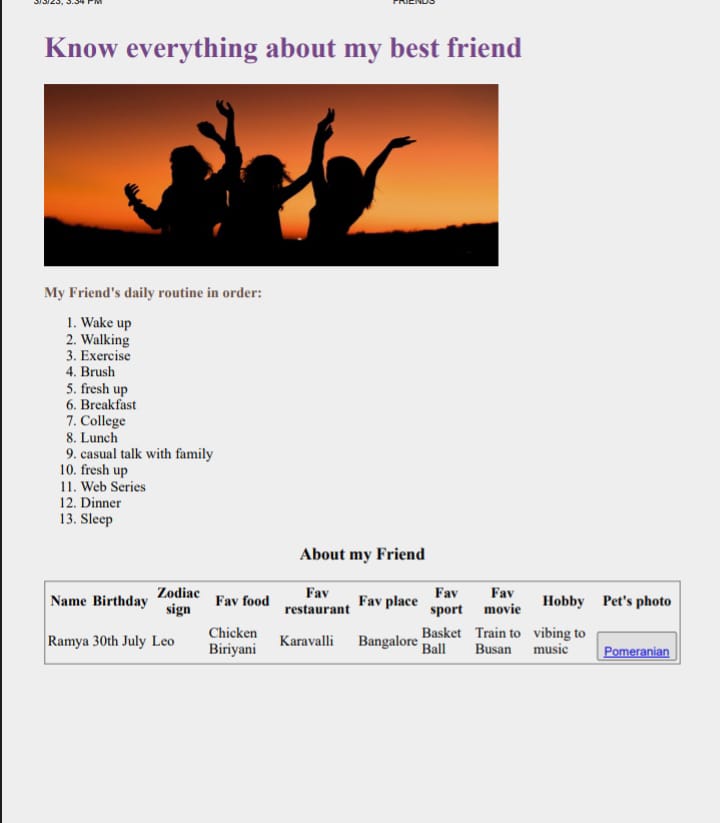 3/3/23, 3:34 PM FRIENDS
Know everything about my best friend
My Friend's daily routine in order:
1. Wake up
2. Walking
3. Exercise
4. Brush
5. fresh up
6. Breakfast
7. College
8. Lunch
9. casual talk with family
10. fresh up
11. Web Series
12. Dinner
13. Sleep
About my Friend
Name Birthday Zodiac sign Fav food Fav restaurant Fav place Fav sport Fav movie Hobby Pet's photo
Ramya 30th July Leo Chicken Biriyani Karavalli Bangalore Basket Ball Train to Busan vibing to music Pomeranian